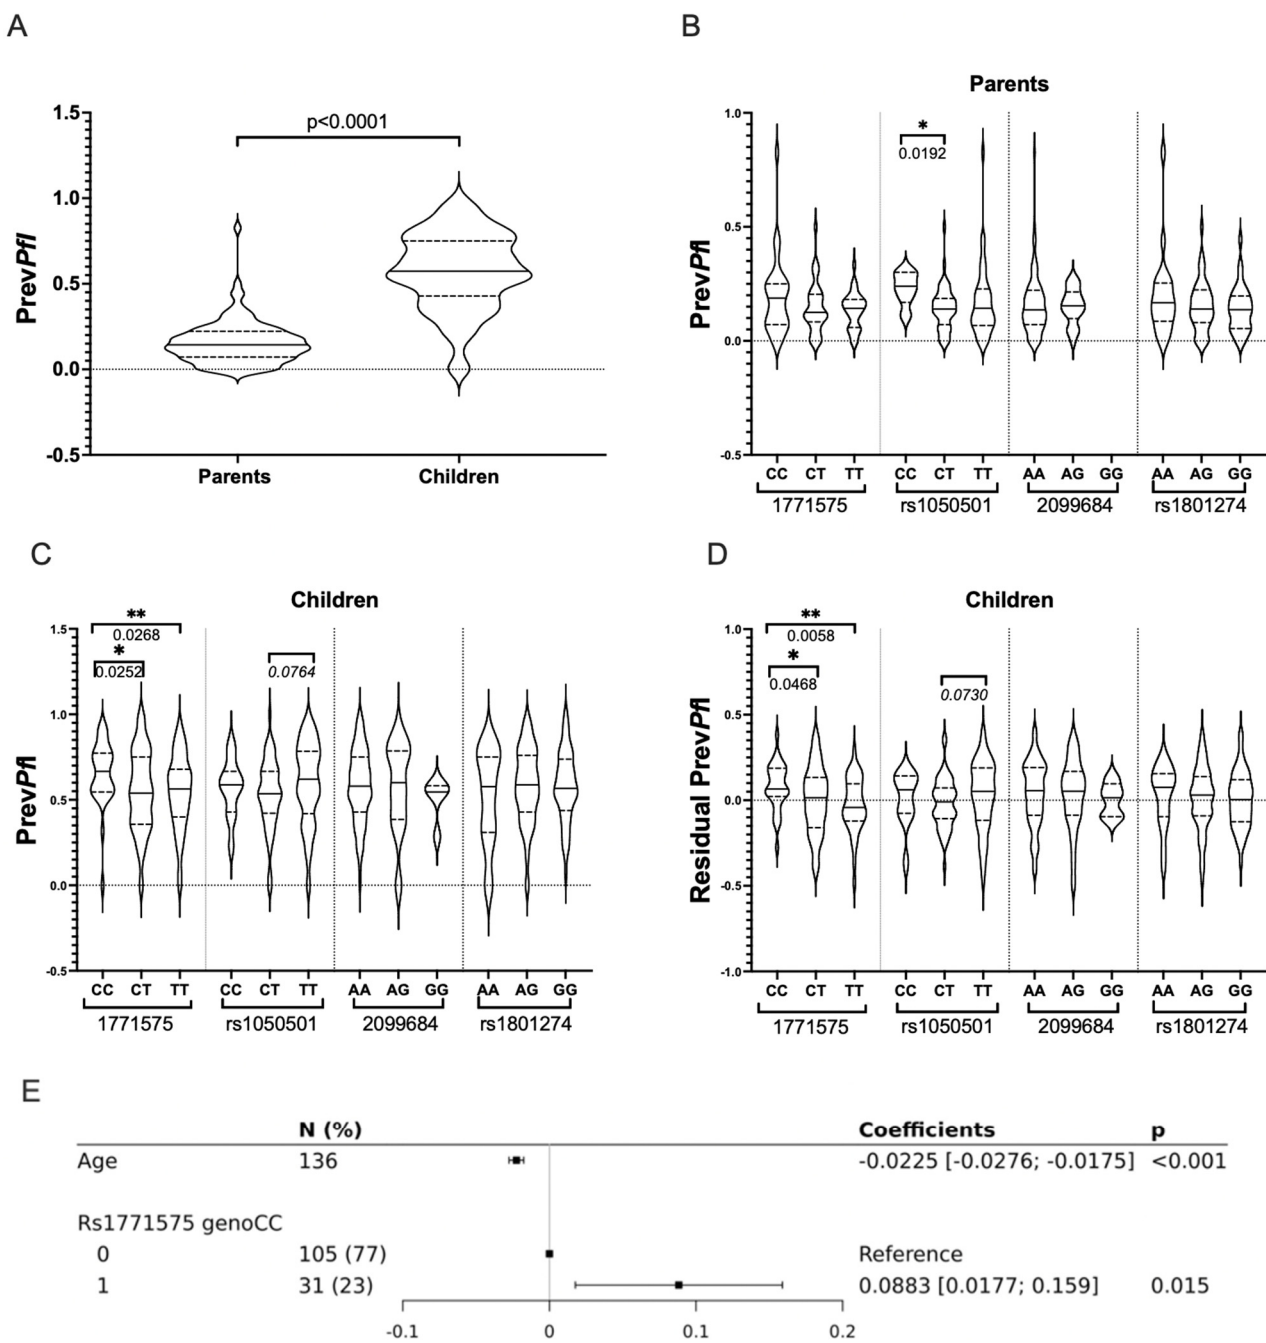 A
p<0.0001
PrevPfl
1.5
1.0
0.5
0.0
-0.5
Parents Children
B
Parents
PrevPfl
1.0
0.5
0.0
-0.5
*
0.0192
CC CT TT CC CT TT AA AG GG AA AG GG
1771575 rs1050501 2099684 rs1801274
C
Children
PrevPfl
1.5
1.0
0.5
0.0
-0.5
**
0.0268
*
0.0252
0.0764
CC CT TT CC CT TT AA AG GG AA AG GG
1771575 rs1050501 2099684 rs1801274
D
Children
Residual PrevPfl
1.0
0.5
0.0
-0.5
-1.0
**
0.0058
*
0.0468
0.0730
CC CT TT CC CT TT AA AG GG AA AG GG
1771575 rs1050501 2099684 rs1801274
E
N (%) Coefficients p
Age 136 -0.0225 [-0.0276; -0.0175] <0.001
Rs1771575 genoCC
0 105 (77) Reference
1 31 (23) 0.0883 [0.0177; 0.159] 0.015
-0.1 0 0.1 0.2